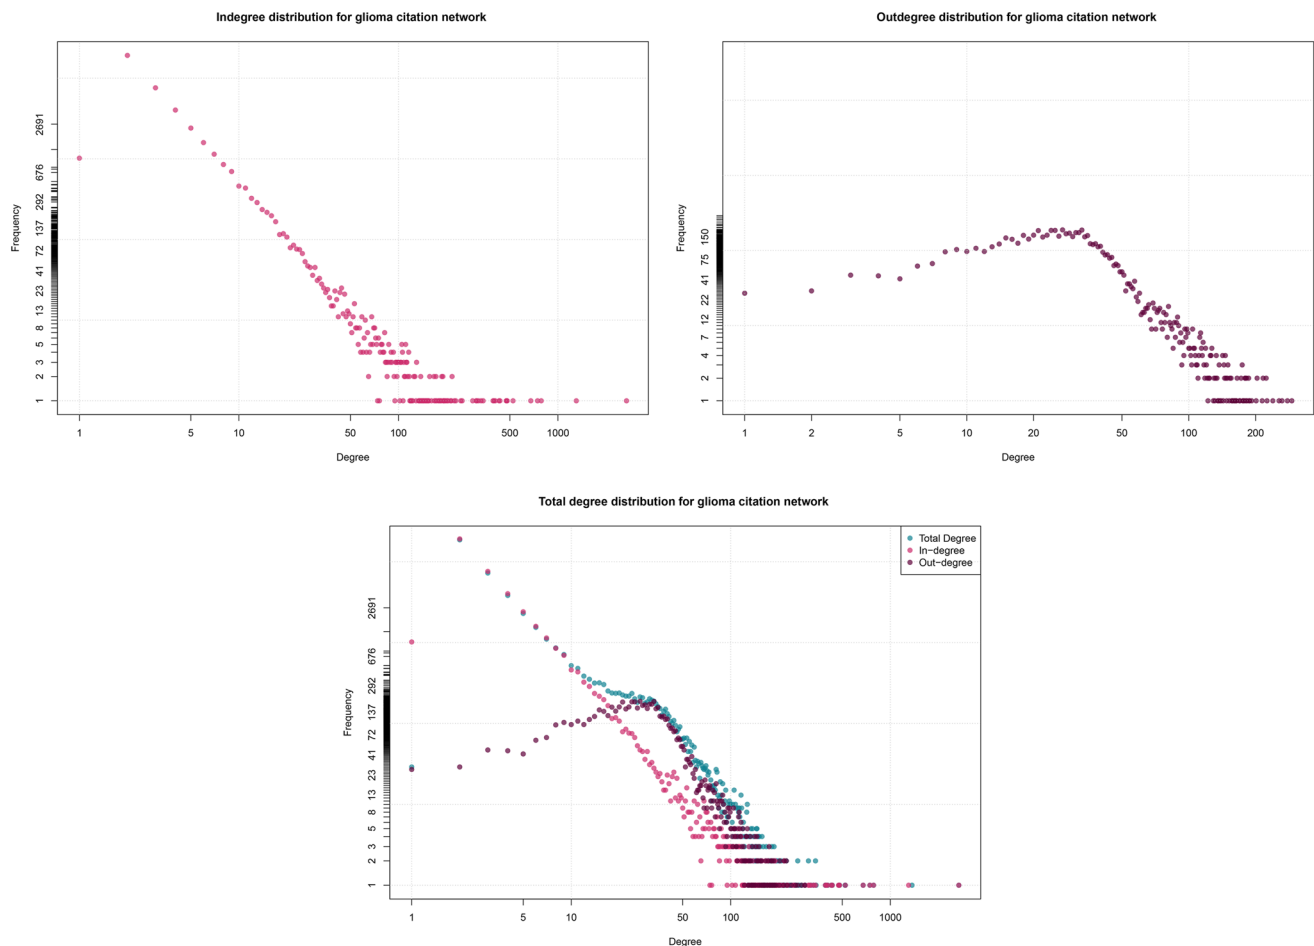 Indegree distribution for glioma citation network
Frequency
2691
676
292
137
72
41
23
13
8
5
3
2
1
1 5 10 50 100 500 1000
Degree
Outdegree distribution for glioma citation network
Frequency
150
75
41
22
12
7
4
2
1
1 2 5 10 20 50 100 200
Degree
Total degree distribution for glioma citation network
Total Degree
In−degree
Out−degree
Frequency
2691
676
292
137
72
41
23
13
8
5
3
2
1
1 5 10 50 100 500 1000
Degree